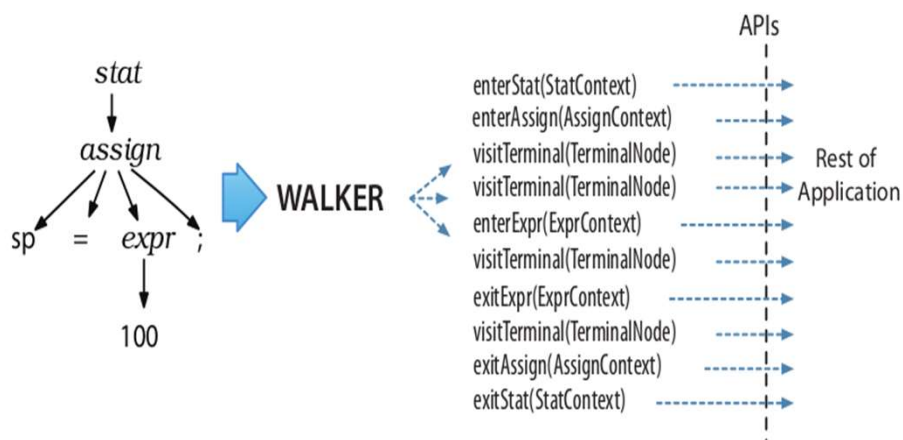 APIs
stat
assign
sp = expr ;
100
WALKER
enterStat(StatContext)
enterAssign(AssignContext)
visitTerminal(TerminalNode)
visitTerminal(TerminalNode)
enterExpr(ExprContext)
visitTerminal(TerminalNode)
exitExpr(ExprContext)
visitTerminal(TerminalNode)
exitAssign(AssignContext)
exitStat(StatContext)
Rest of
Application